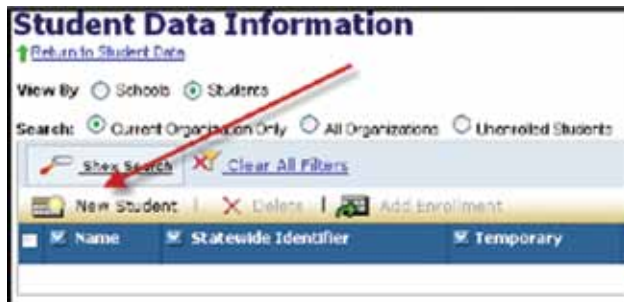 Student Data Information
Return to Student Data
View By Schools Students
Search: Current Organization Only All Organizations Unenrolled Students
Show Search Clear All Filters
New Student | Delete | Add Enrollment
Name Statewide Identifier Temporary